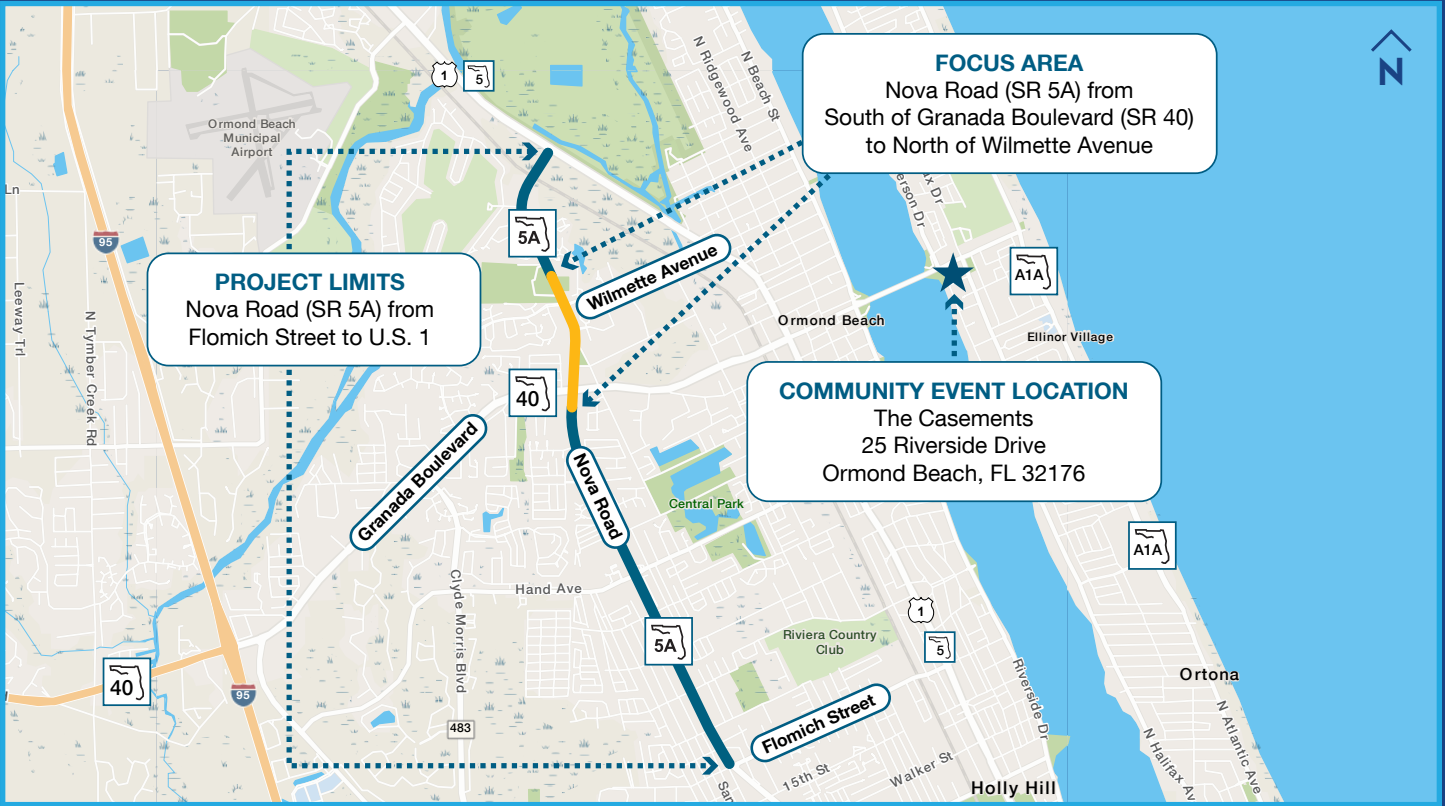 N Ridgewood Ave
N Beach St
1
5
FOCUS AREA
Nova Road (SR 5A) from
South of Granada Boulevard (SR 40)
to North of Wilmette Avenue
N
Ormond Beach
Municipal
Airport
Ln
95
5A
Wilmette Avenue
A1A
PROJECT LIMITS
Nova Road (SR 5A) from
Flomich Street to U.S. 1
Leeway Trl
N Tymber Creek Rd
Ormond Beach
Ellinor Village
40
COMMUNITY EVENT LOCATION
The Casements
25 Riverside Drive
Ormond Beach, FL 32176
Granada Boulevard
Nova Road
Central Park
A1A
Clyde Morris Blvd
Hand Ave
1
5
5A
Riviera Country
Club
40
95
483
Flomich Street
Riverside Dr
Ortona
N Atlantic Ave
N Halifax Av
15th St
Walker St
Holly Hill